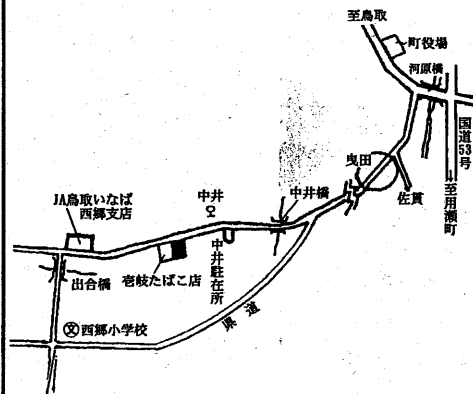 至鳥取
町役場
河原橋
国道53号
→至用瀬町
曳田
佐貫
中井橋
中井
JA鳥取いなば
西郷支店
中井駐在所
壱岐たばこ店
出合橋
県道
文西郷小学校